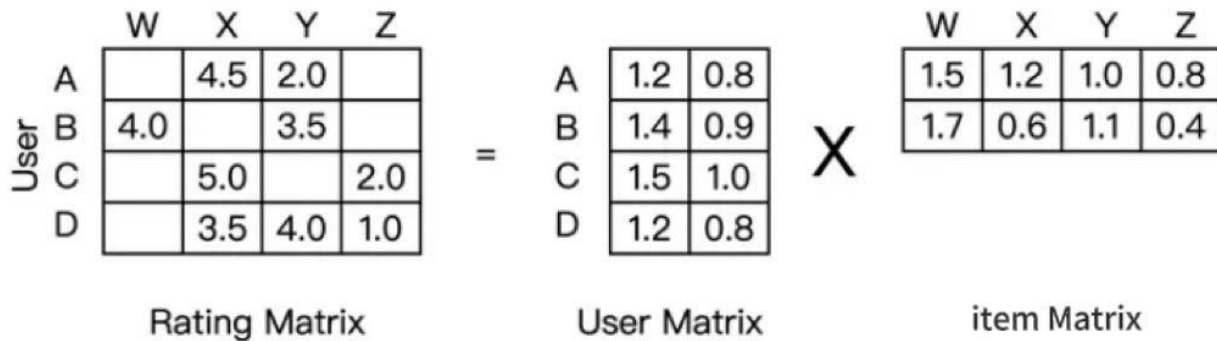 W X Y Z W X Y Z
A 4.5 2.0 A 1.2 0.8 1.5 1.2 1.0 0.8
B 4.0 3.5 B 1.4 0.9 1.7 0.6 1.1 0.4
User = X
C 5.0 2.0 C 1.5 1.0
D 3.5 4.0 1.0 D 1.2 0.8
Rating Matrix User Matrix item Matrix